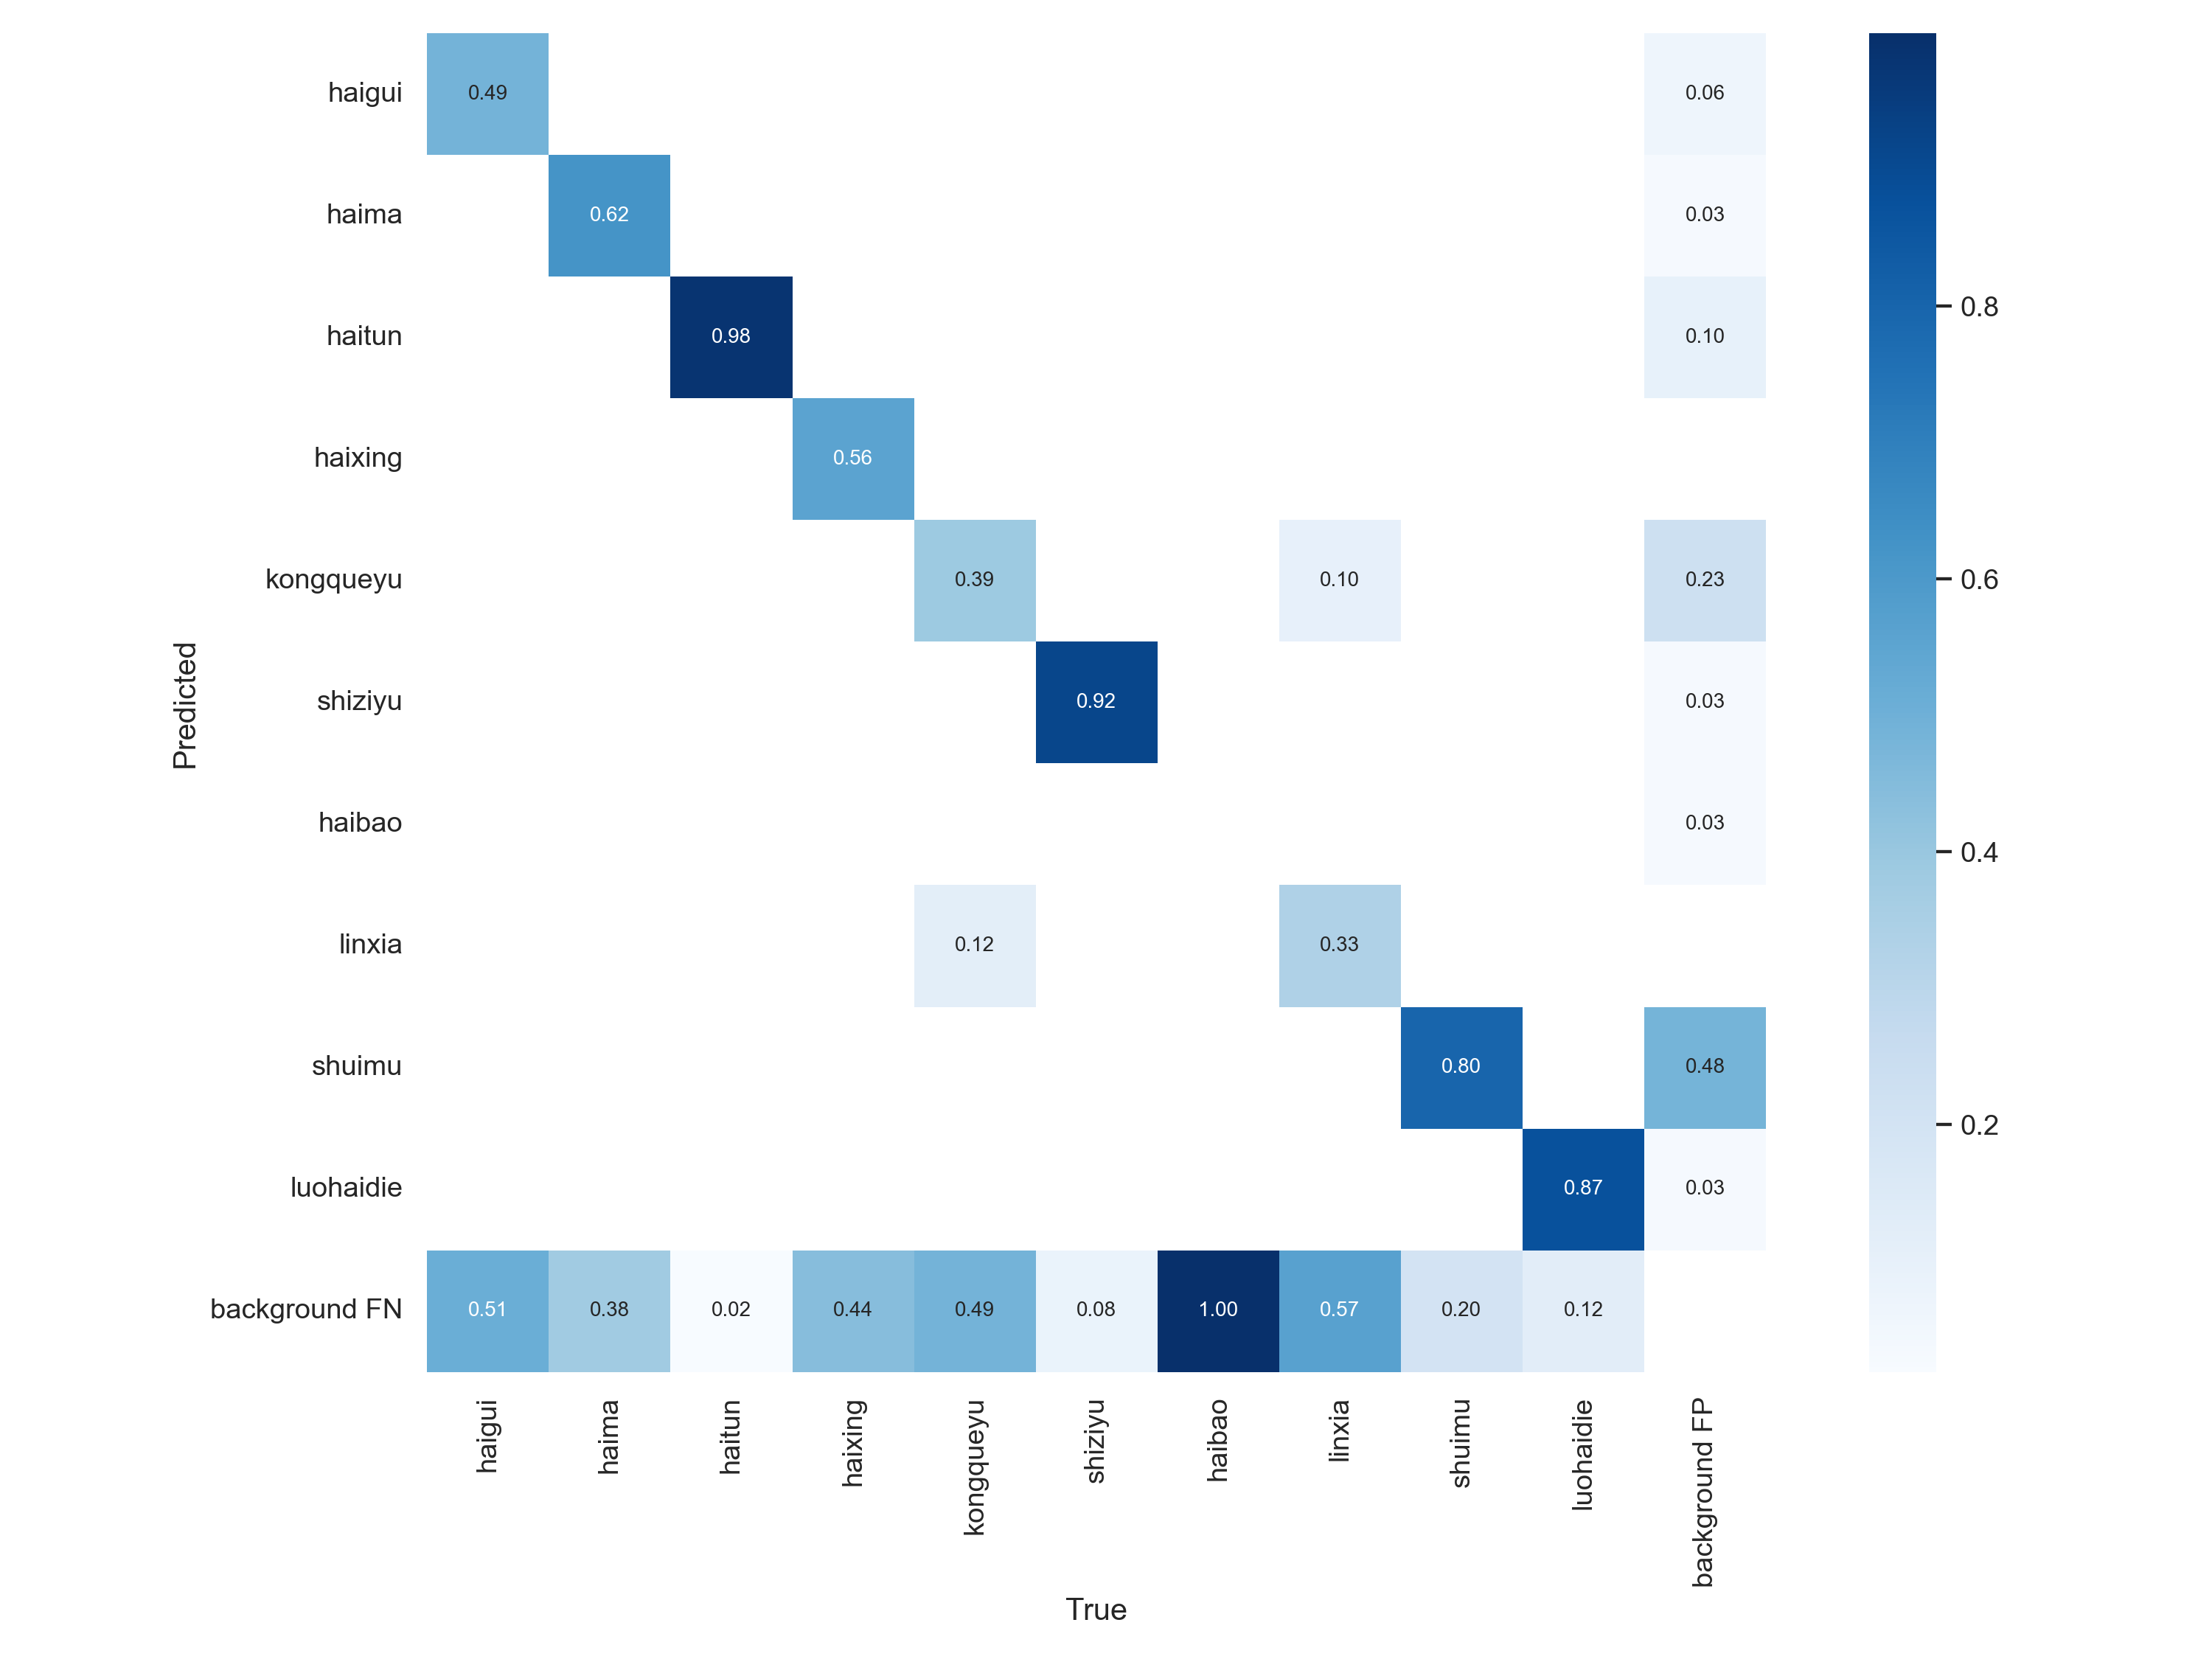 haigui 0.49 0.06
haima 0.62 0.03
haitun 0.98 0.10 0.8
haixing 0.56
kongqueyu 0.39 0.10 0.23 0.6
Predicted
shiziyu 0.92 0.03
haibao 0.03 0.4
linxia 0.12 0.33
shuimu 0.80 0.48 0.2
luohaidie 0.87 0.03
background FN 0.51 0.38 0.02 0.44 0.49 0.08 1.00 0.57 0.20 0.12
haigui
haima
haitun
haixing
kongqueyu
shiziyu
haibao
linxia
shuimu
luohaidie
background FP
True